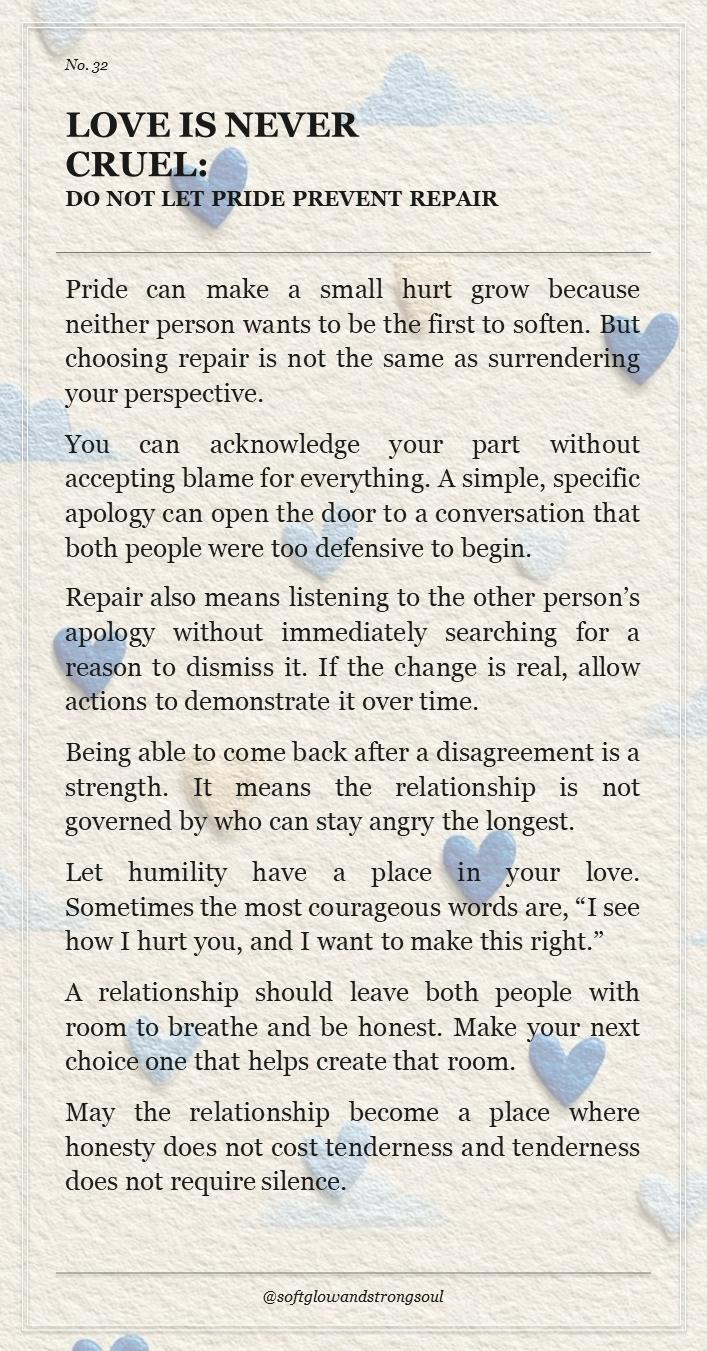 No. 32
LOVE IS NEVER
CRUEL:
DO NOT LET PRIDE PREVENT REPAIR
Pride can make a small hurt grow because
neither person wants to be the first to soften. But
choosing repair is not the same as surrendering
your perspective.
You can acknowledge your part without
accepting blame for everything. A simple, specific
apology can open the door to a conversation that
both people were too defensive to begin.
Repair also means listening to the other person’s
apology without immediately searching for a
reason to dismiss it. If the change is real, allow
actions to demonstrate it over time.
Being able to come back after a disagreement is a
strength. It means the relationship is not
governed by who can stay angry the longest.
Let humility have a place in your love.
Sometimes the most courageous words are, “I see
how I hurt you, and I want to make this right.”
A relationship should leave both people with
room to breathe and be honest. Make your next
choice one that helps create that room.
May the relationship become a place where
honesty does not cost tenderness and tenderness
does not require silence.
@softglowandstrongsoul